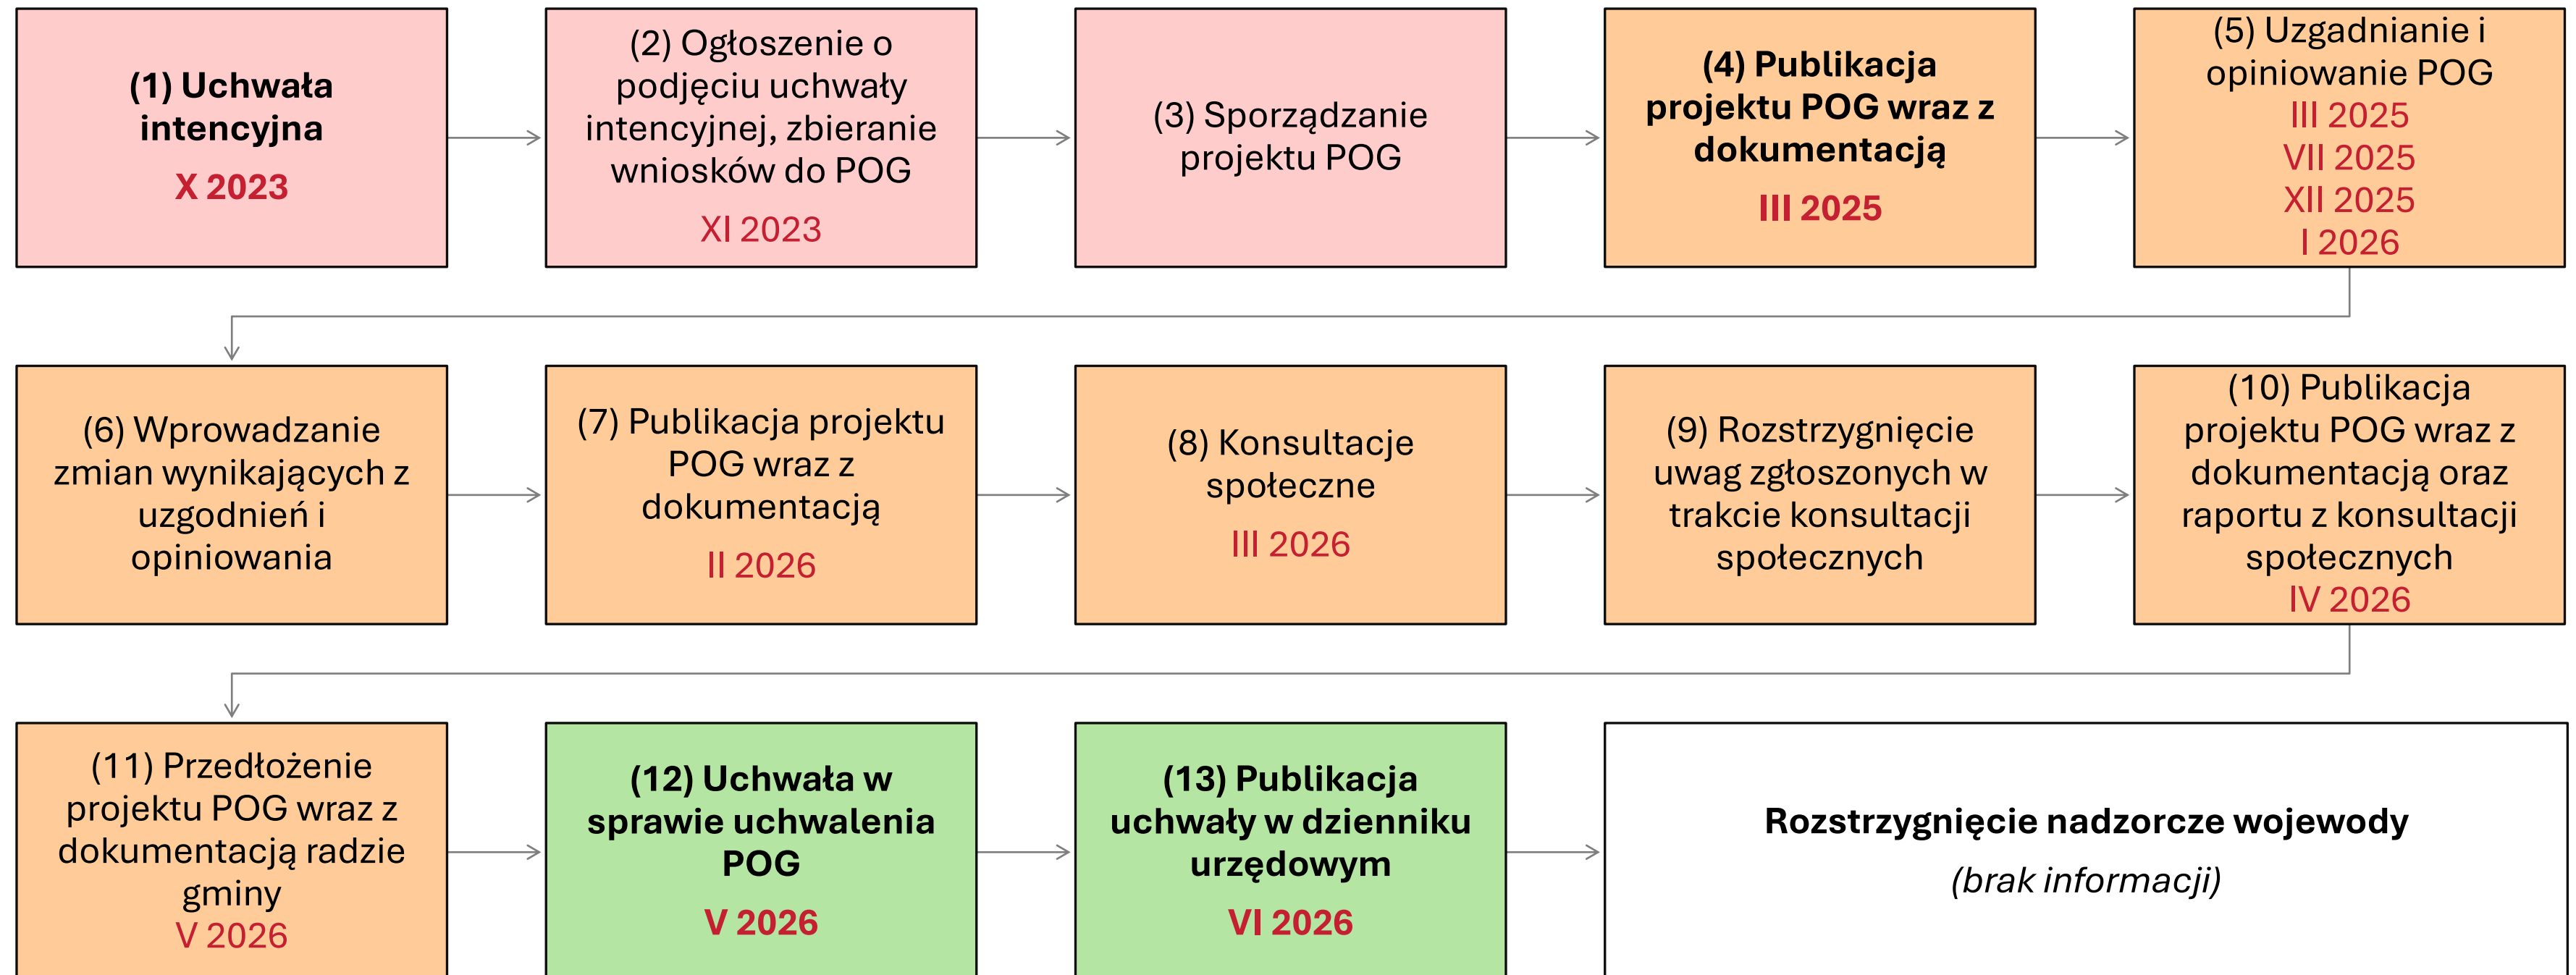 (1) Uchwała
intencyjna
X 2023
(2) Ogłoszenie o
podjęciu uchwały
intencyjnej, zbieranie
wniosków do POG
XI 2023
(3) Sporządzanie
projektu POG
(4) Publikacja
projektu POG wraz z
dokumentacją
III 2025
(5) Uzgadnianie i
opiniowanie POG
III 2025
VII 2025
XII 2025
I 2026
(6) Wprowadzanie
zmian wynikających z
uzgodnień i
opiniowania
(7) Publikacja projektu
POG wraz z
dokumentacją
II 2026
(8) Konsultacje
społeczne
III 2026
(9) Rozstrzygnięcie
uwag zgłoszonych w
trakcie konsultacji
społecznych
(10) Publikacja
projektu POG wraz z
dokumentacją oraz
raportu z konsultacji
społecznych
IV 2026
(11) Przedłożenie
projektu POG wraz z
dokumentacją radzie
gminy
V 2026
(12) Uchwała w
sprawie uchwalenia
POG
V 2026
(13) Publikacja
uchwały w dzienniku
urzędowym
VI 2026
Rozstrzygnięcie nadzorcze wojewody
(brak informacji)